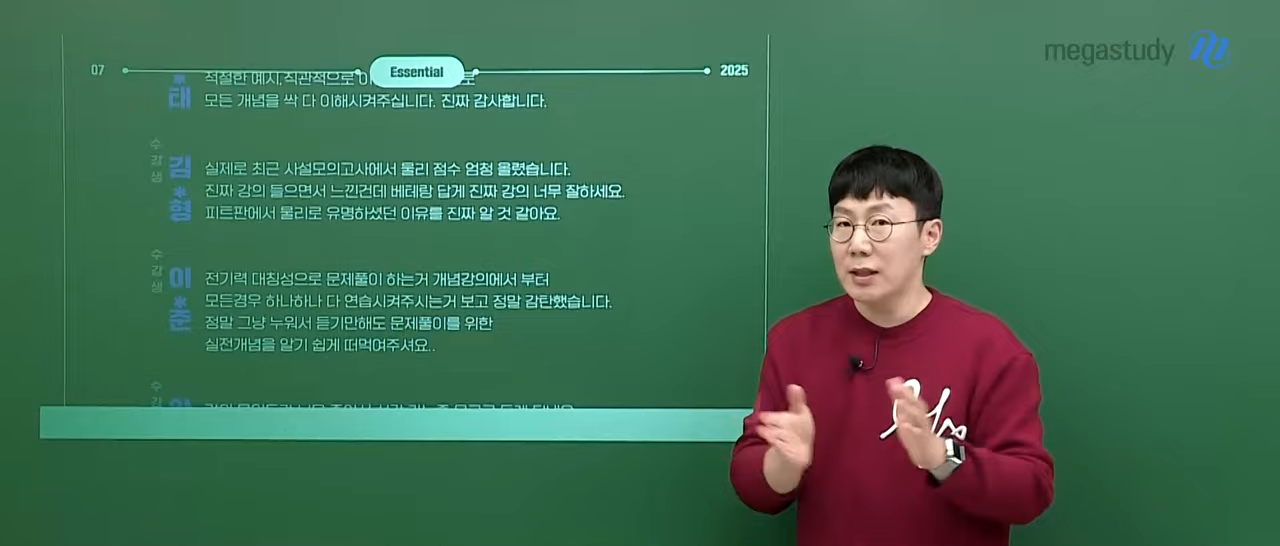 megastudy
07
Essential
2025
적절한 예시, 직관적으로
*태
모든 개념을 싹 다 이해시켜주십니다. 진짜 감사합니다.
수강생
김*형
실제로 최근 사설모의고사에서 물리 점수 엄청 올렸습니다.
진짜 강의 들으면서 느낀건데 베테랑 답게 진짜 강의 너무 잘하세요.
피트판에서 물리로 유명하셨던 이유를 진짜 알 것 같아요.
수강생
이*준
전기력 대칭성으로 문제풀이 하는거 개념강의에서 부터
모든경우 하나하나 다 연습시켜주시는거 보고 정말 감탄했습니다.
정말 그냥 누워서 듣기만해도 문제풀이를 위한
실전개념을 알기 쉽게 떠먹여주셔요..
수강